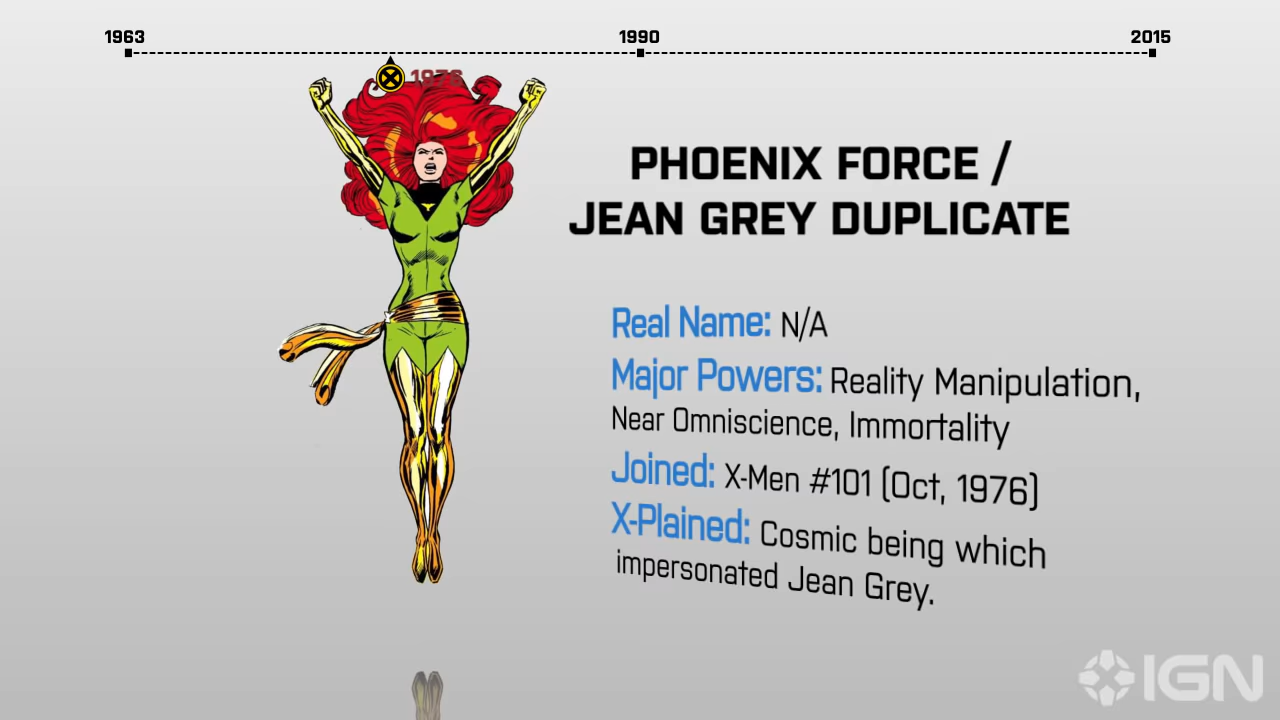 1963 1990 2015
1976
PHOENIX FORCE /
JEAN GREY DUPLICATE
Real Name: N/A
Major Powers: Reality Manipulation,
Near Omniscience, Immortality
Joined: X-Men #101 (Oct, 1976)
X-Plained: Cosmic being which
impersonated Jean Grey.
IGN